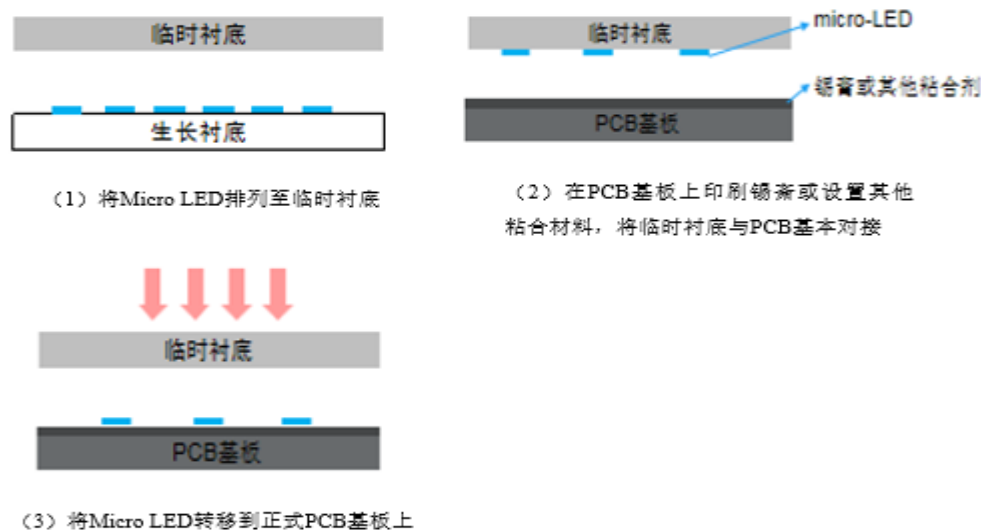 临时衬底
生长衬底
(1)将Micro LED排列至临时衬底
临时衬底
micro-LED
锡膏或其他粘合剂
PCB基板
(2)在PCB基板上印刷锡斎或设置其他
粘合材料,将临时衬底与PCB基本对接
临时衬底
PCB基板
(3)将Micro LED转移到正式PCB基板上